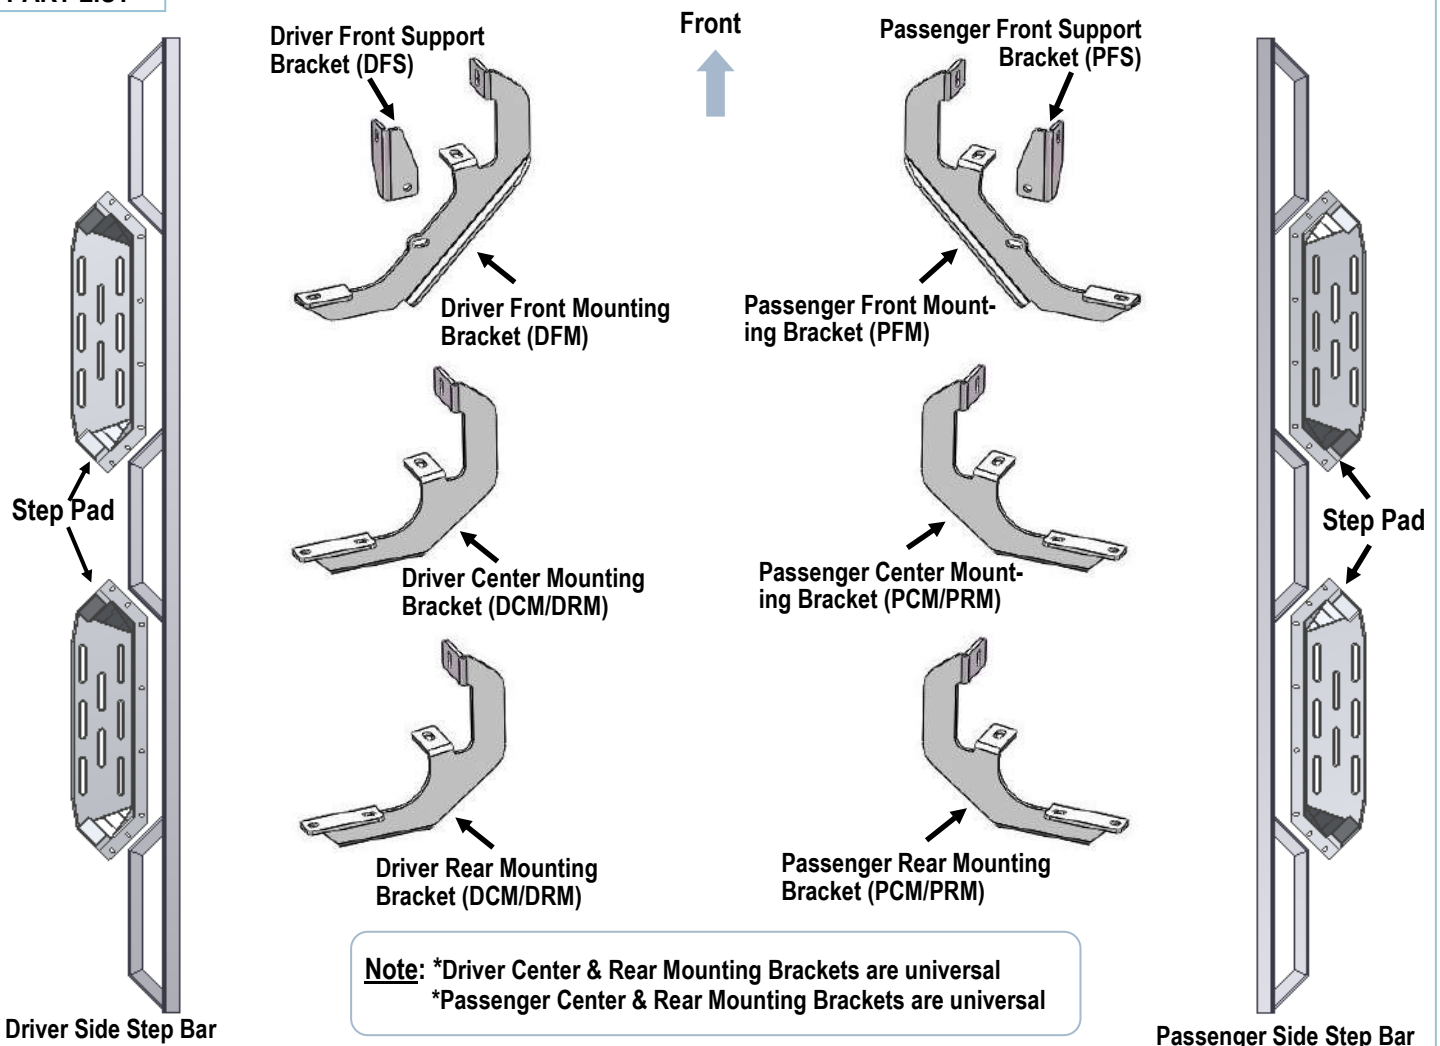 PART LIST
Driver Front Support
Bracket (DFS)
Front
Passenger Front Support
Bracket (PFS)
Driver Front Mounting
Bracket (DFM)
Passenger Front Mount-
ing Bracket (PFM)
Step Pad
Step Pad
Driver Center Mounting
Bracket (DCM/DRM)
Passenger Center Mount-
ing Bracket (PCM/PRM)
Driver Rear Mounting
Bracket (DCM/DRM)
Passenger Rear Mounting
Bracket (PCM/PRM)
Note: *Driver Center & Rear Mounting Brackets are universal
*Passenger Center & Rear Mounting Brackets are universal
Driver Side Step Bar
Passenger Side Step Bar